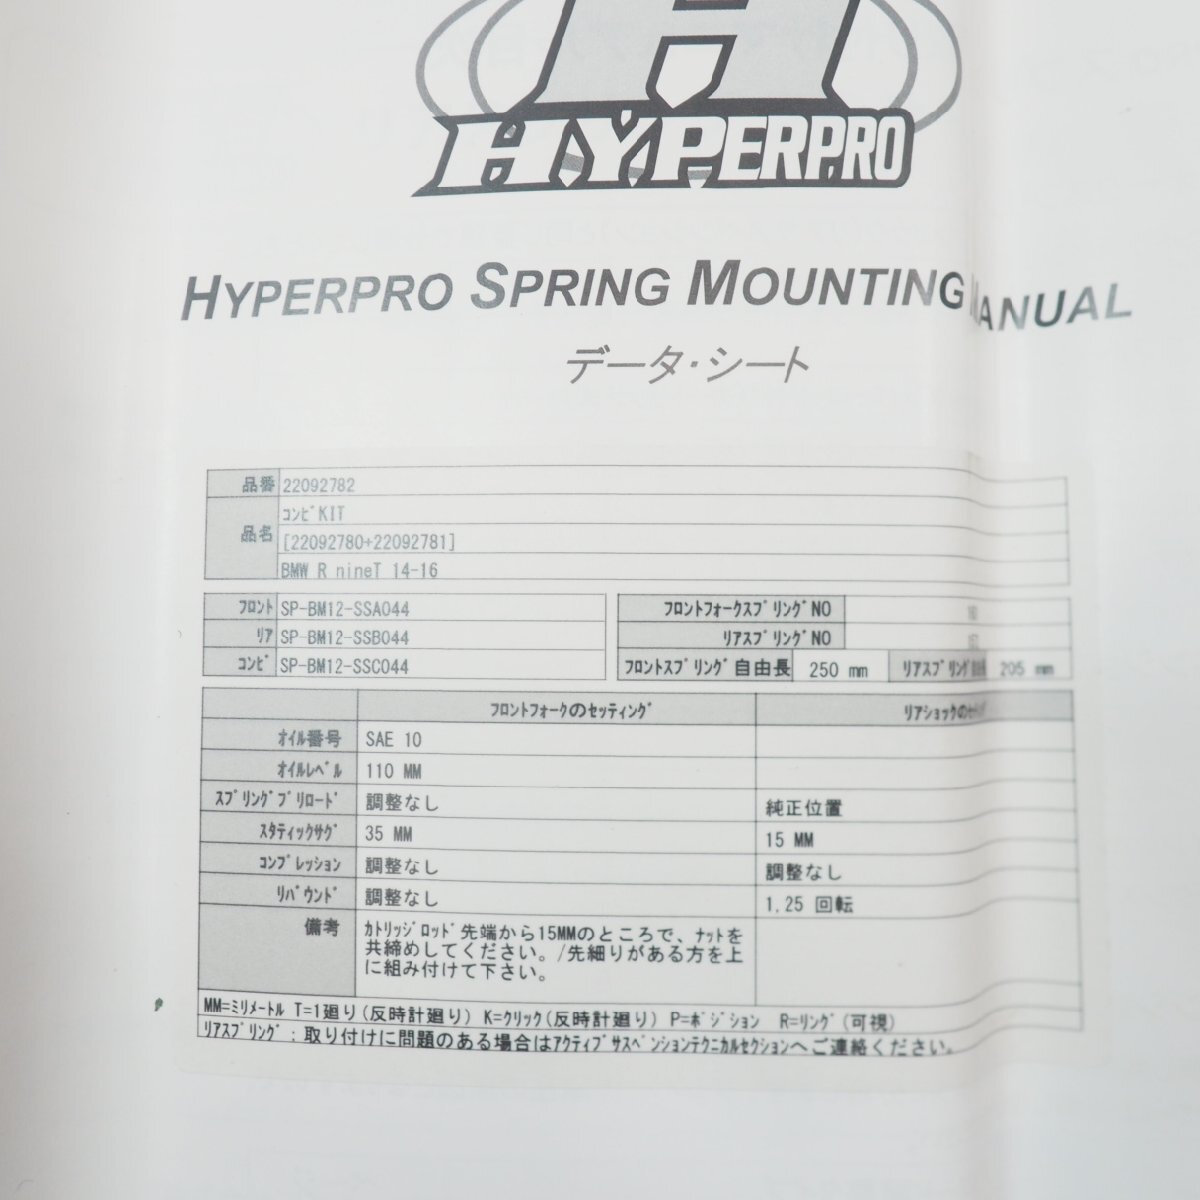 H
HYPERPRO
HYPERPRO SPRING MOUNTING MANUAL
データ・シート
品番 22092782
品名 コンビKIT
[22092780+22092781]
BMW R nineT 14-16
フロント SP-BM12-SSA044
リア SP-BM12-SSB044
コンビ SP-BM12-SSC044
フロントフォークスプリングNO
リアスプリングNO
フロントスプリング自由長 250 mm リアスプリング 205 mm
フロントフォークのセッティング リアショックの
オイル番号 SAE 10
オイルレベル 110 MM
スプリングプリロード 調整なし 純正位置
スタティックサグ 35 MM 15 MM
コンプレッション 調整なし 調整なし
リバウンド 調整なし 1.25 回転
備考 カトリッジロッド先端から15MMのところで、ナットを
共締めしてください。/先細りがある方を上
に組み付けて下さい。
MM=ミリメートル T=1廻り(反時計廻り) K=クリック(反時計廻り) P=ポジション R=リング(可視)
リアスプリング:取り付けに問題のある場合はアクティブサスペンションテクニカルセクションへご連絡ください。